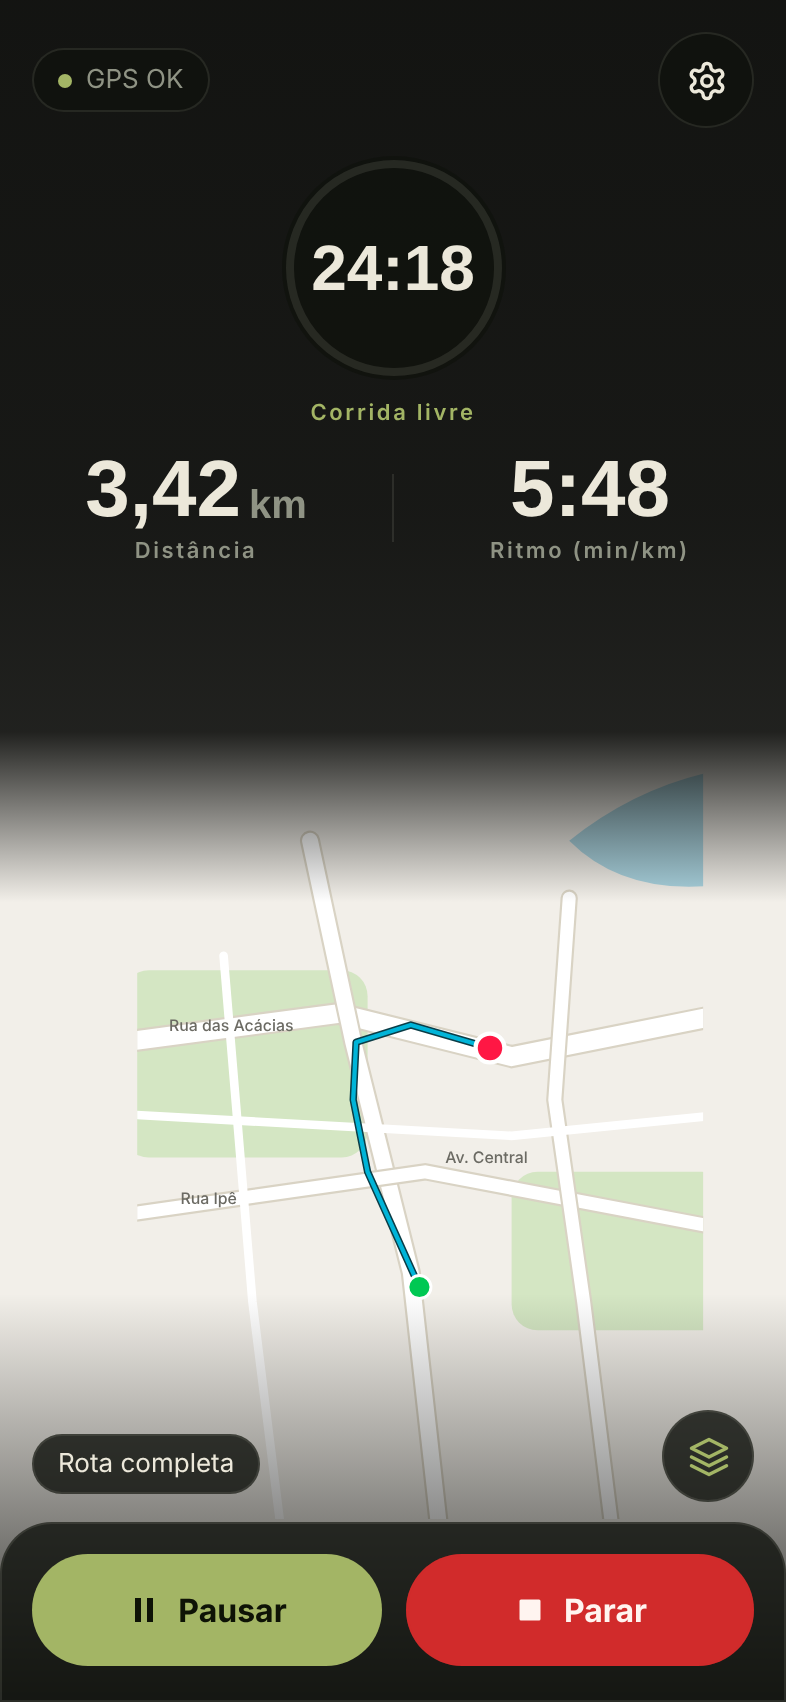 GPS OK
24:18
Corrida livre
3,42 km
Distância
5:48
Ritmo (min/km)
Rua das Acácias
Av. Central
Rua Ipê
Rota completa
Pausar
Parar